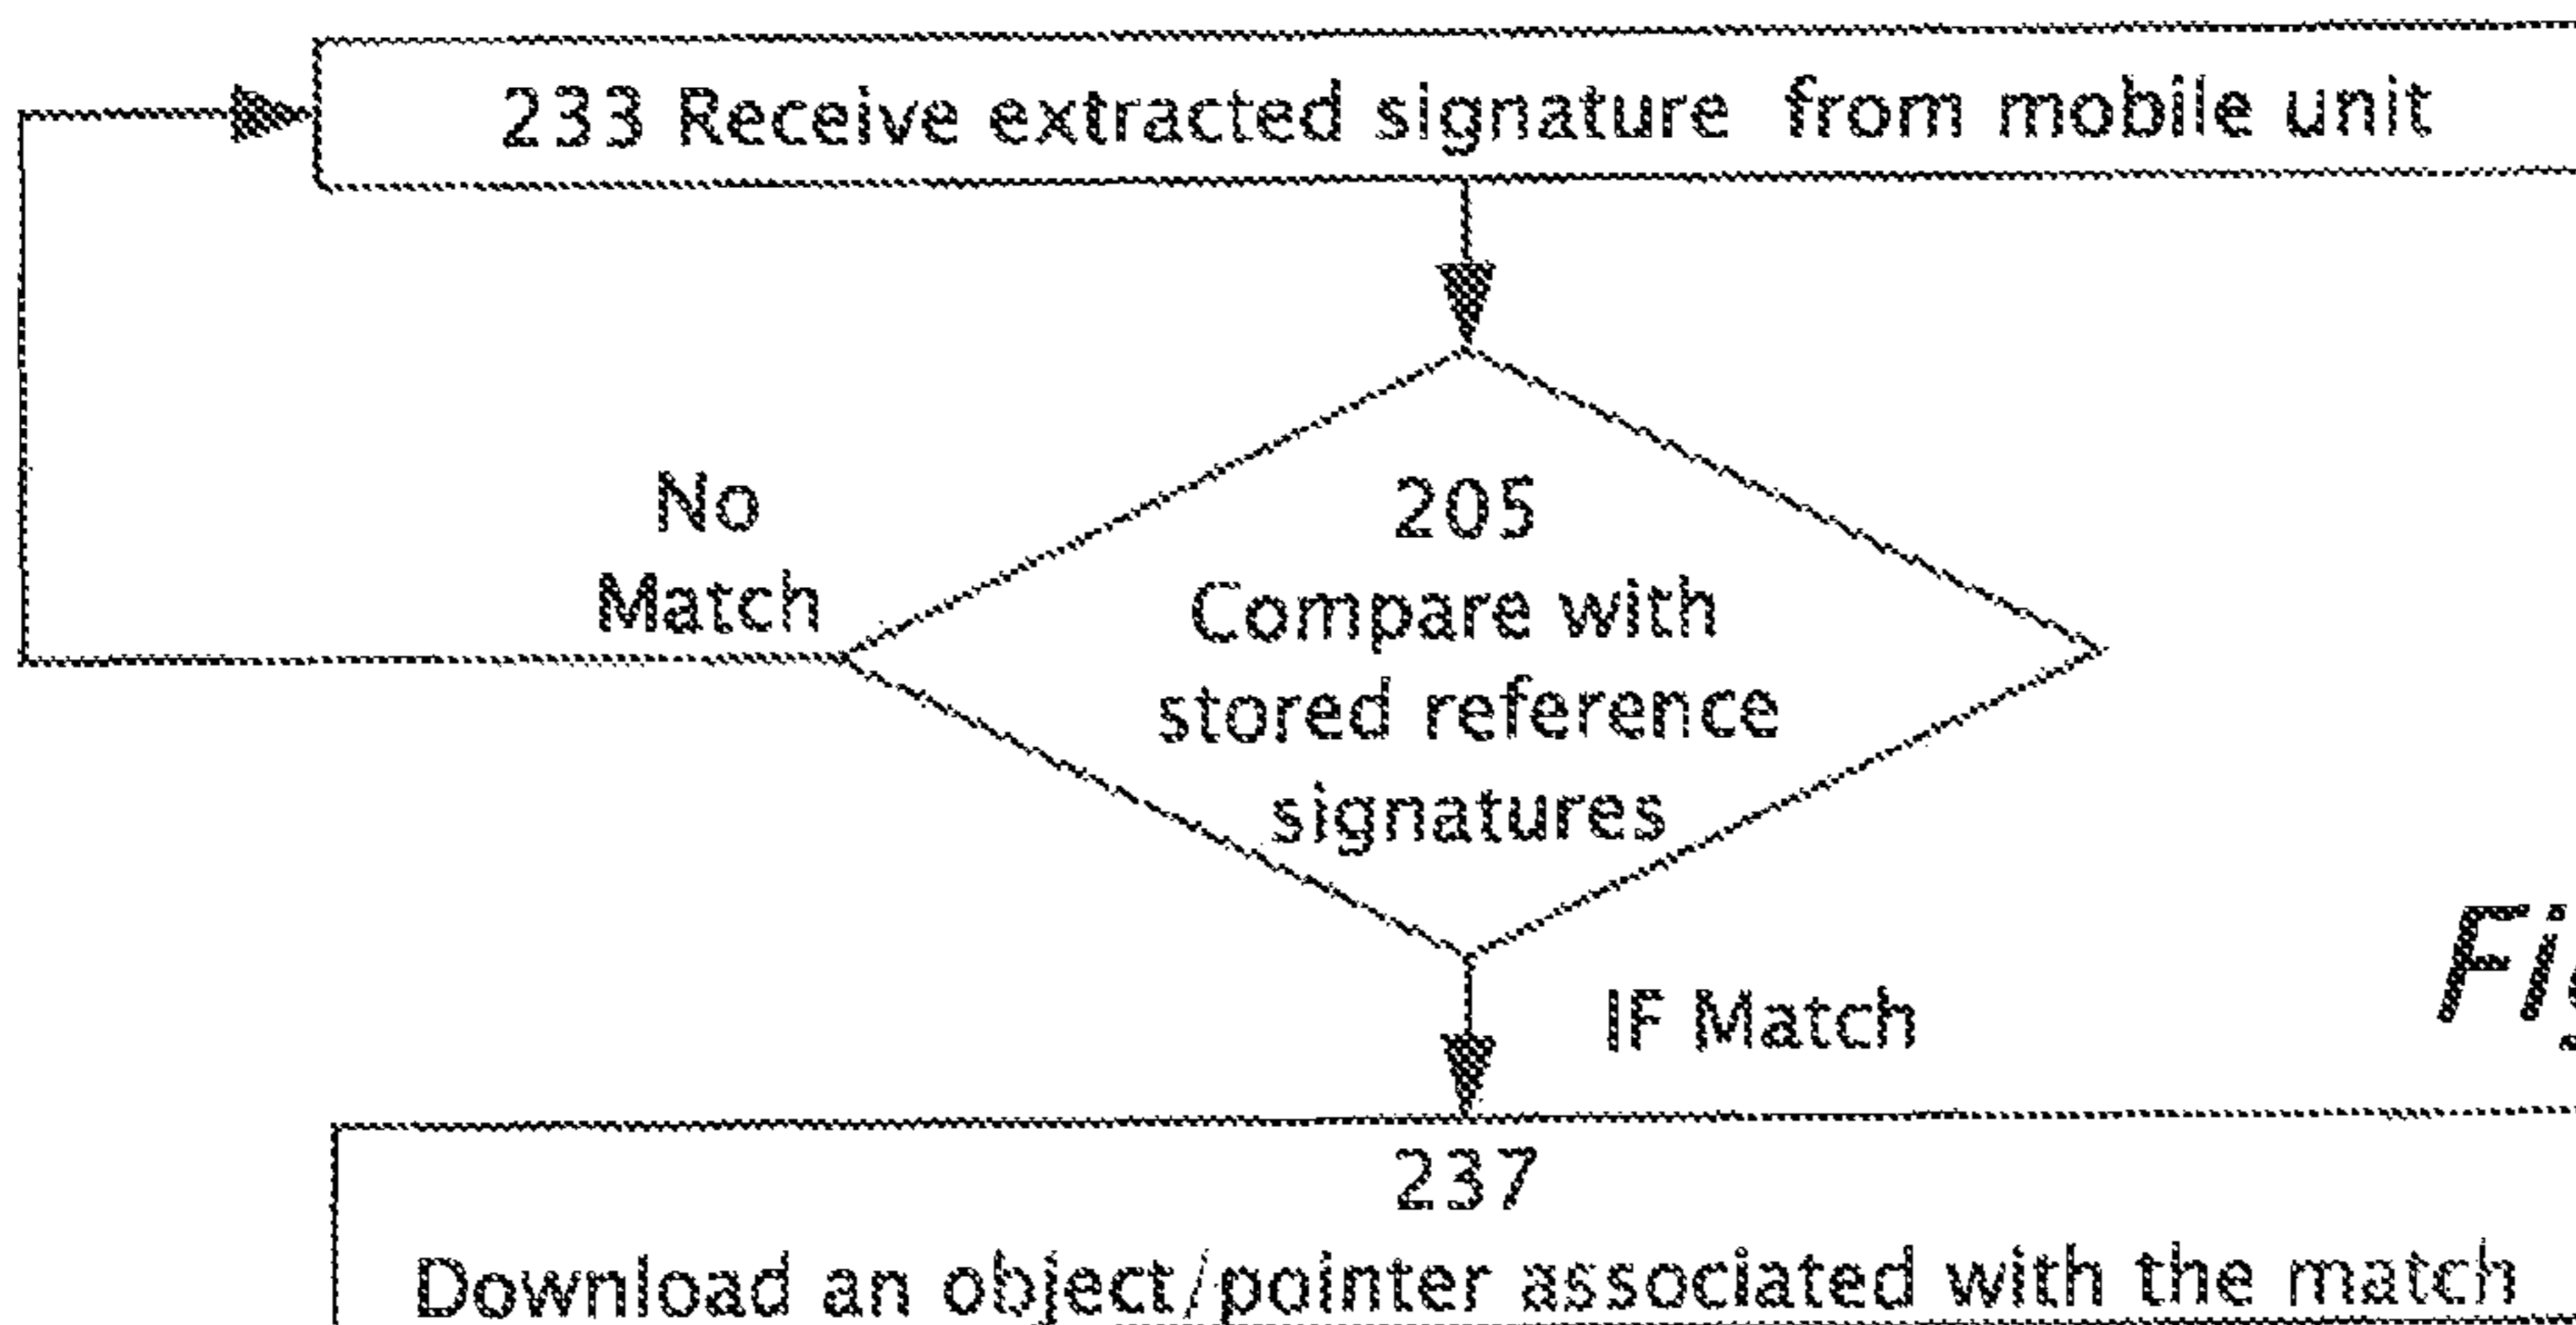 233 Receive extracted signature from mobile unit
No
Match
205
Compare with
stored reference
signatures
IF Match
237
Download an object/pointer associated with the match